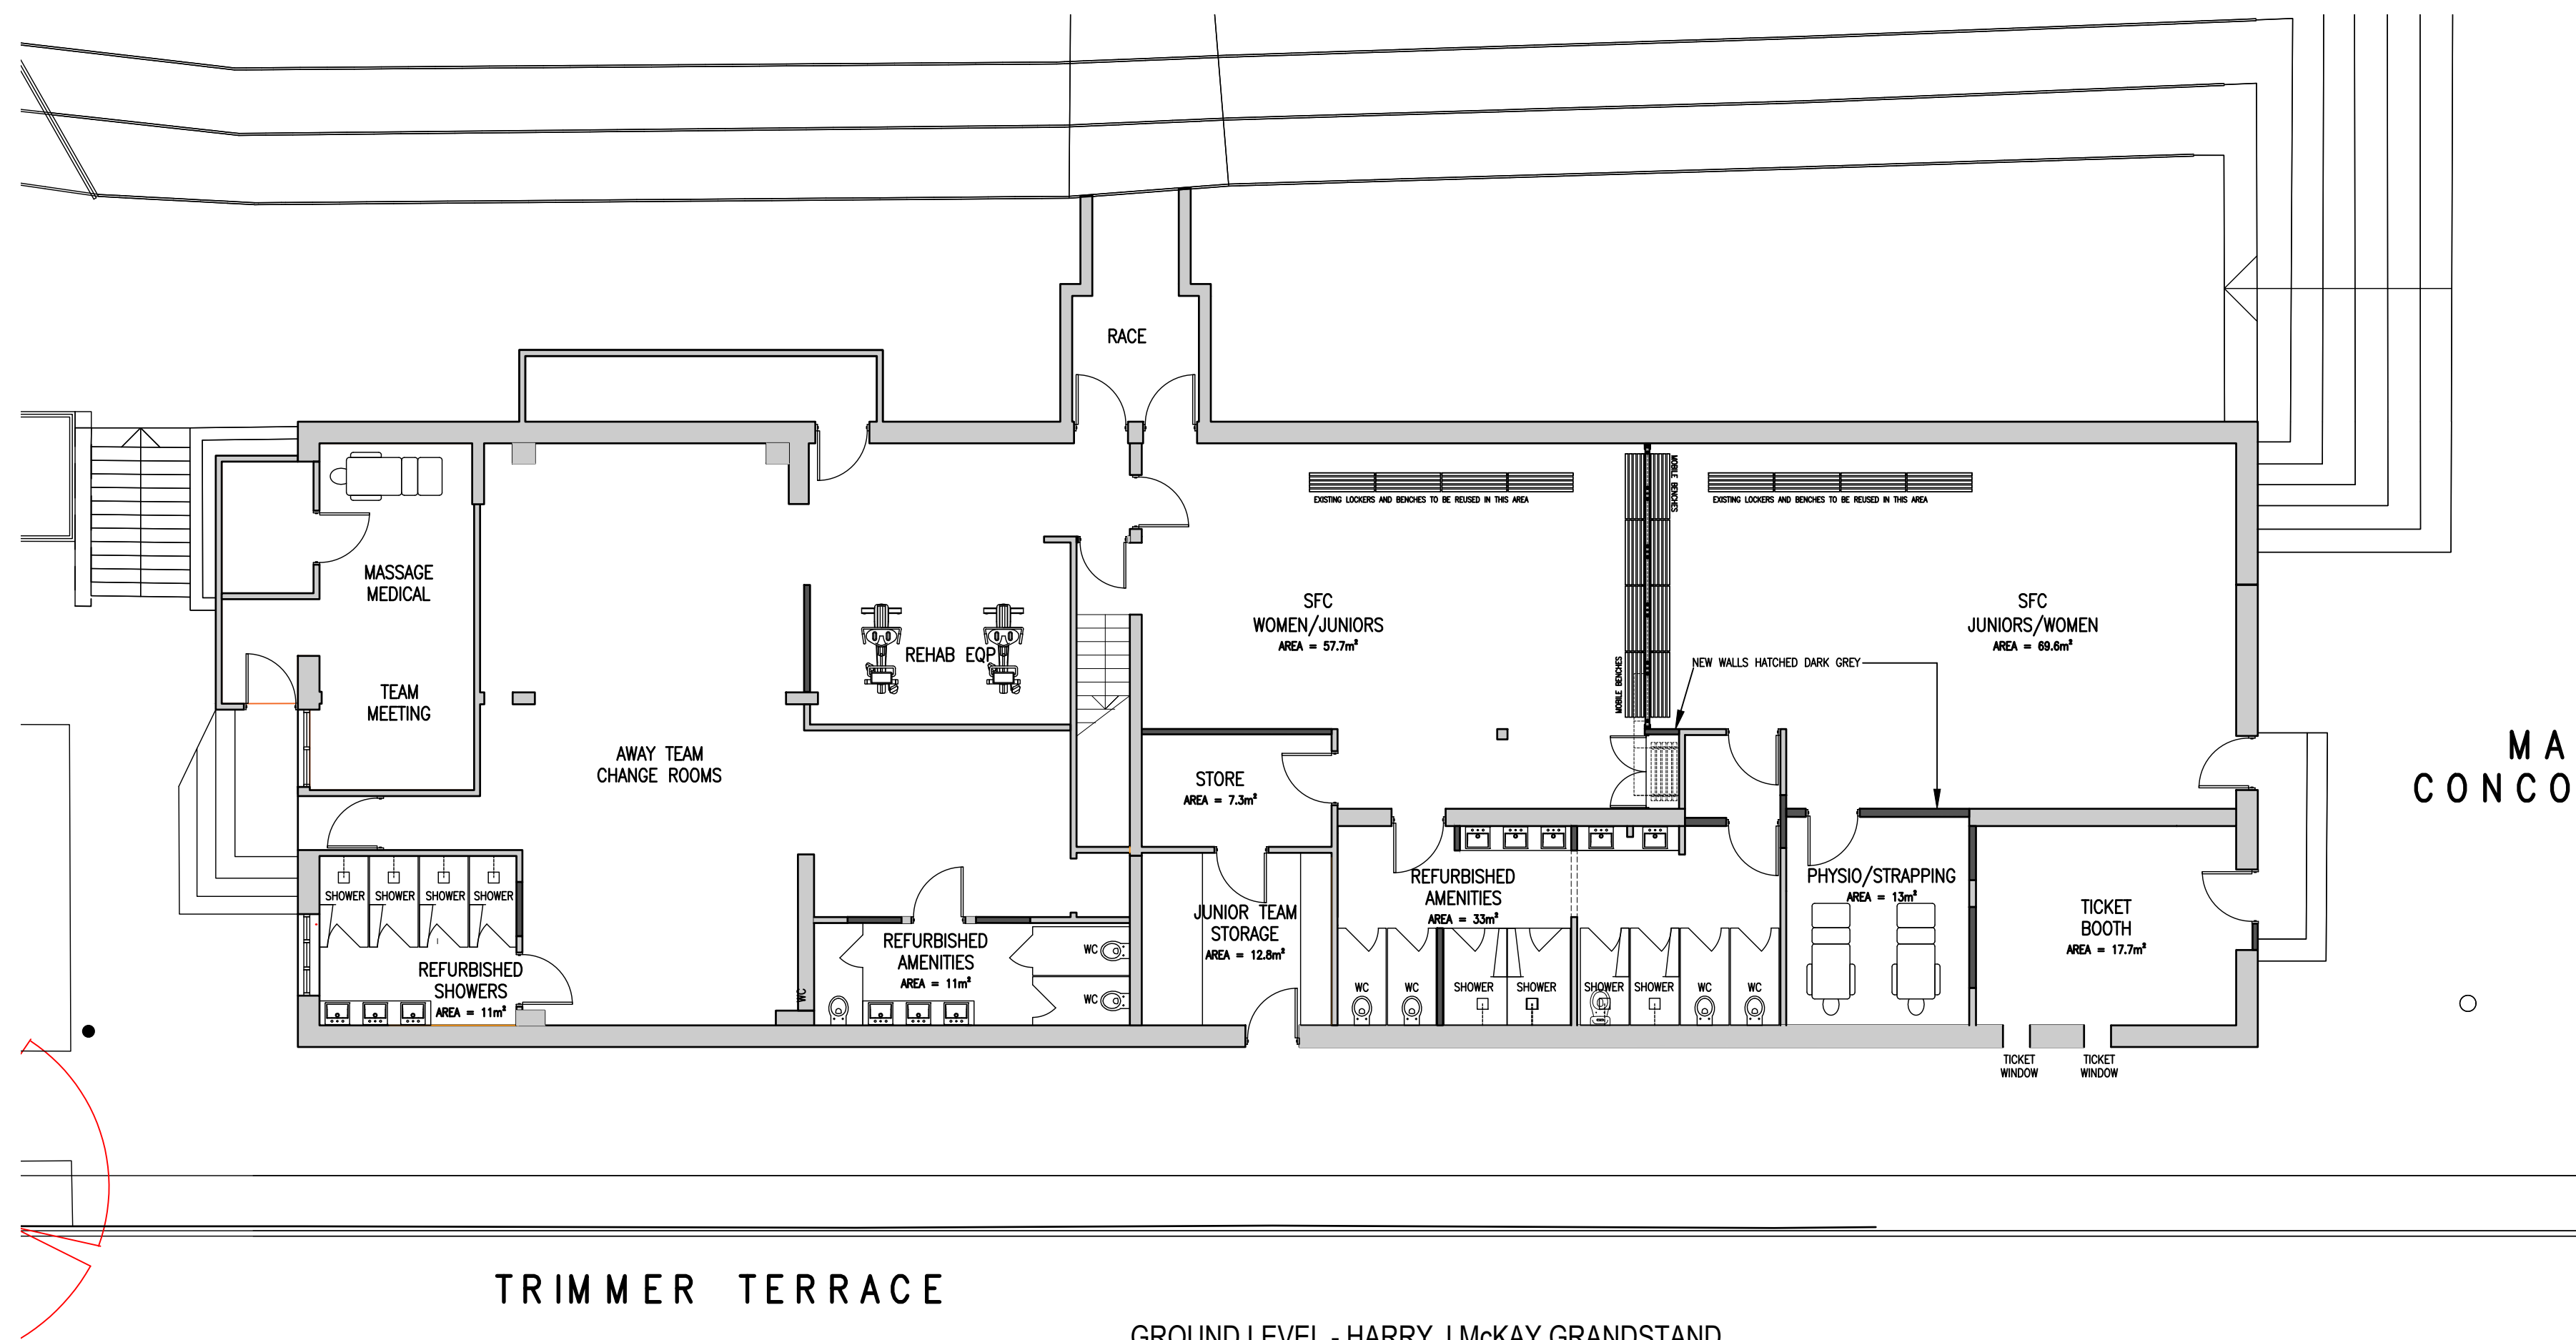 RACE
MOBILE BENCHES
EXISTING LOCKERS AND BENCHES TO BE REUSED IN THIS AREA
EXISTING LOCKERS AND BENCHES TO BE REUSED IN THIS AREA
MASSAGE
MEDICAL
SFC
WOMEN/JUNIORS
AREA = 57.7m²
SFC
JUNIORS/WOMEN
AREA = 69.6m²
REHAB EQP
NEW WALLS HATCHED DARK GREY
MOBILE BENCHES
TEAM
MEETING
AWAY TEAM
CHANGE ROOMS
STORE
AREA = 7.3m²
MA
CONCO
SHOWER
SHOWER
SHOWER
SHOWER
REFURBISHED
AMENITIES
AREA = 33m²
PHYSIO/STRAPPING
AREA = 13m²
JUNIOR TEAM
STORAGE
AREA = 12.8m²
TICKET
BOOTH
AREA = 17.7m²
REFURBISHED
AMENITIES
AREA = 11m²
WC
WC
WC
REFURBISHED
SHOWERS
AREA = 11m²
WC
WC
SHOWER
SHOWER
SHOWER
SHOWER
WC
WC
TICKET
WINDOW
TICKET
WINDOW
TRIMMER TERRACE
GROUND LEVEL - HARRY J McKAY GRANDSTAND